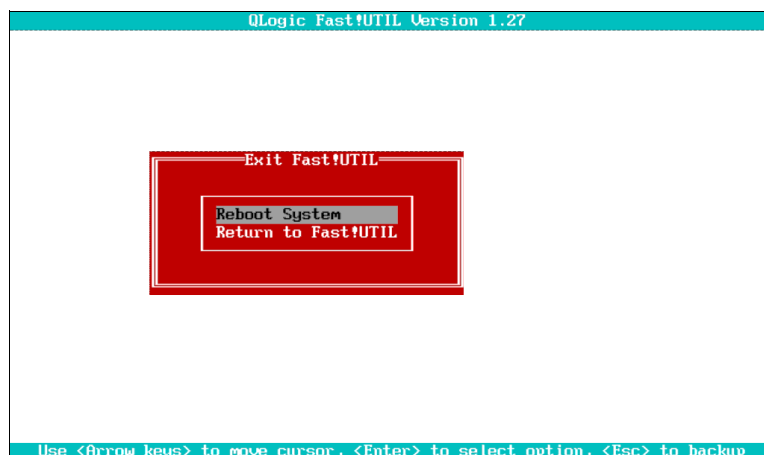 QLogic Fast!UTIL Version 1.27
Exit Fast!UTIL
Reboot System
Return to Fast!UTIL
Use <Arrow keys> to move cursor, <Enter> to select option, <Esc> to backup